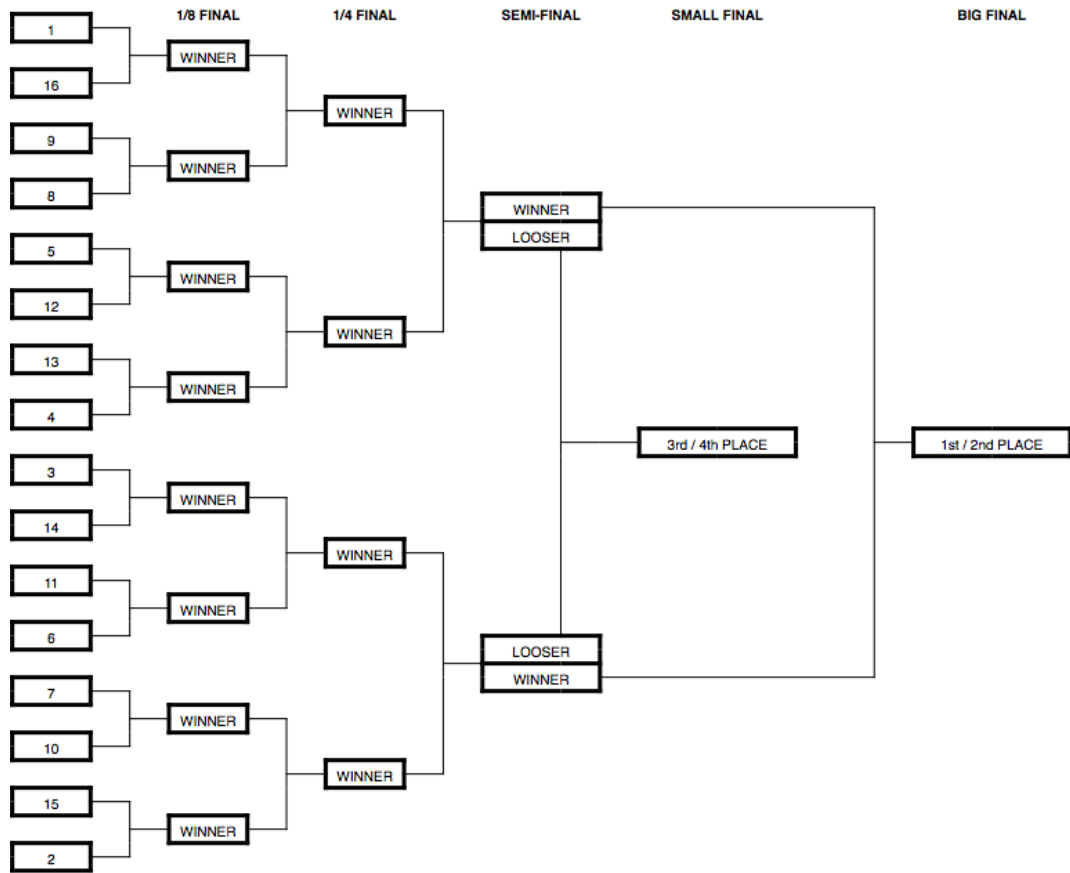 1/8 FINAL 1/4 FINAL SEMI-FINAL SMALL FINAL BIG FINAL
1
WINNER
16
WINNER
9
WINNER
8
WINNER
LOOSER
5
WINNER
12
WINNER
13
WINNER
4
3rd / 4th PLACE 1st / 2nd PLACE
3
WINNER
14
WINNER
11
WINNER
6
LOOSER
WINNER
7
WINNER
10
WINNER
15
WINNER
2